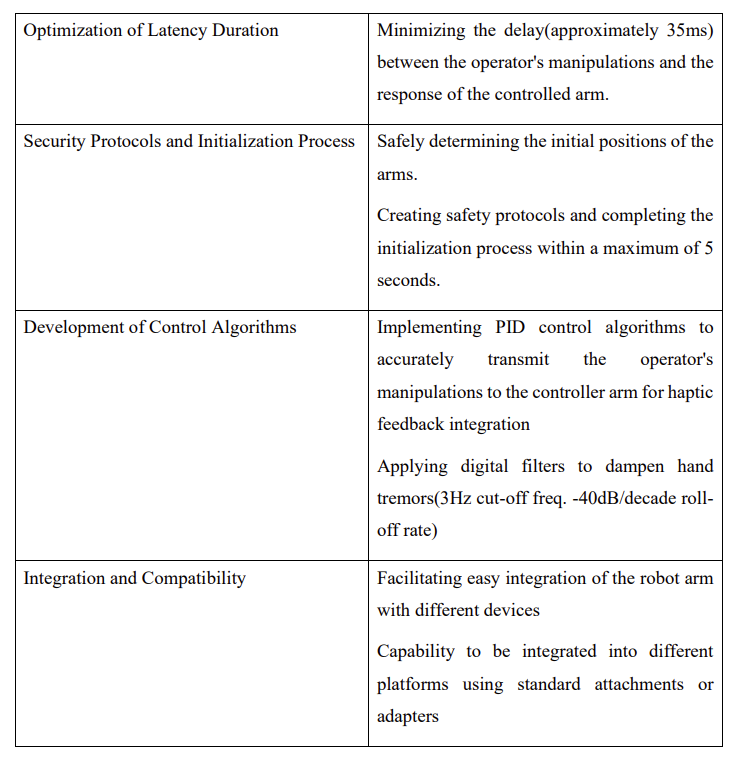 Optimization of Latency Duration
Minimizing the delay(approximately 35ms)
between the operator's manipulations and the
response of the controlled arm.
Security Protocols and Initialization Process
Safely determining the initial positions of the
arms.
Creating safety protocols and completing the
initialization process within a maximum of 5
seconds.
Development of Control Algorithms
Implementing PID control algorithms to
accurately transmit the operator's
manipulations to the controller arm for haptic
feedback integration
Applying digital filters to dampen hand
tremors(3Hz cut-off freq. -40dB/decade roll-
off rate)
Integration and Compatibility
Facilitating easy integration of the robot arm
with different devices
Capability to be integrated into different
platforms using standard attachments or
adapters